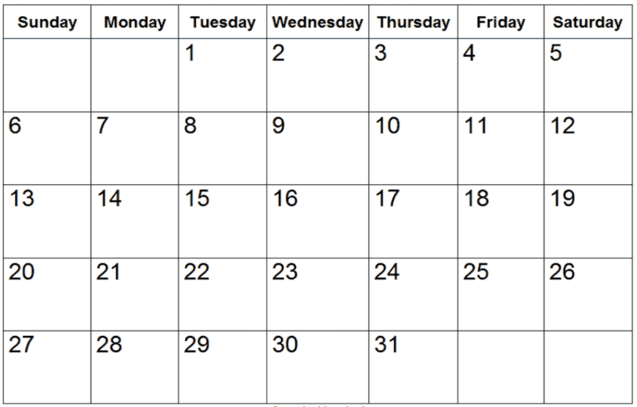 Sunday Monday Tuesday Wednesday Thursday Friday Saturday
1 2 3 4 5
6 7 8 9 10 11 12
13 14 15 16 17 18 19
20 21 22 23 24 25 26
27 28 29 30 31